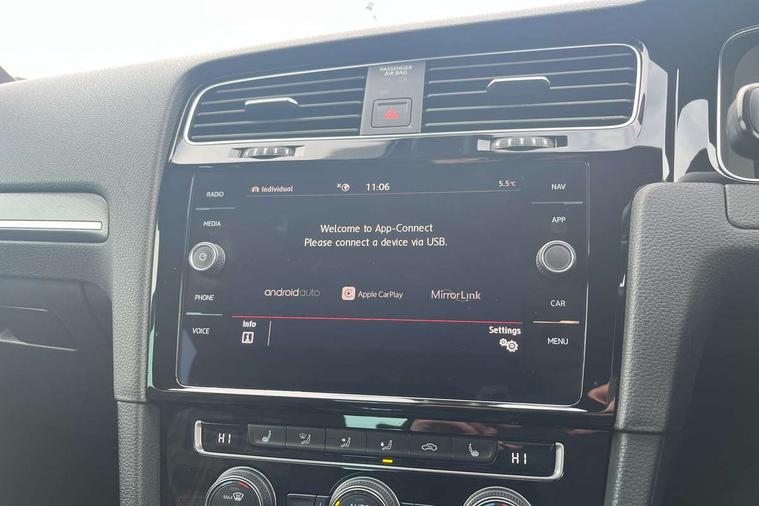 PASSENGER
AIR BAG
RADIO
Individual
11:06
5.5°C
NAV
MEDIA
APP
Welcome to App-Connect
Please connect a device via USB.
androidauto
Apple CarPlay
MirrorLink
PHONE
CAR
VOICE
Info
Settings
MENU
HI
HI
MAX